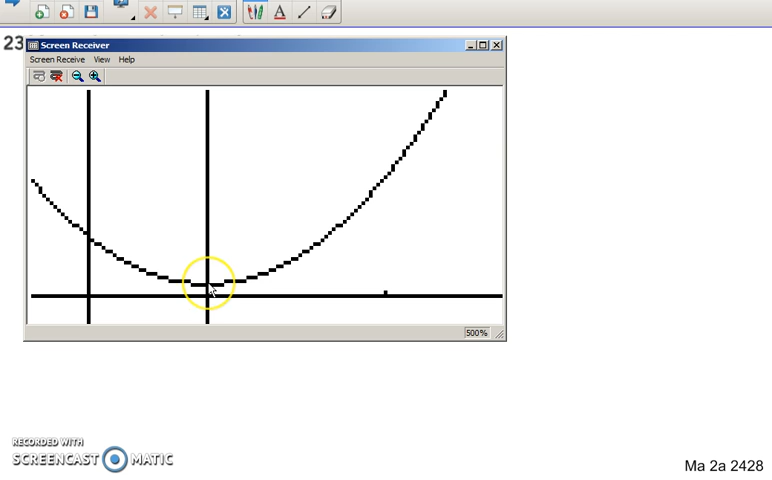 23
Screen Receiver
Screen Receive View Help
500%
RECORDED WITH
SCREENCAST MATIC
Ma 2a 2428